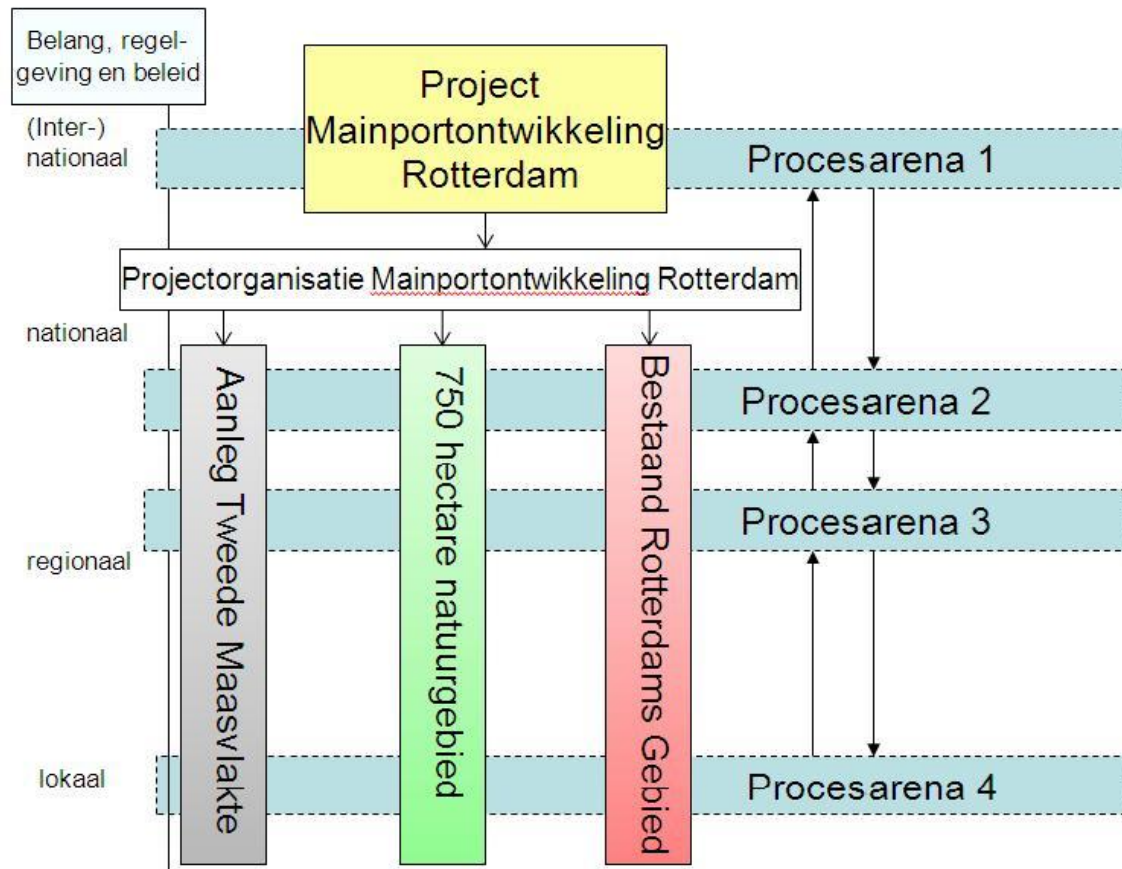 Belang, regel-
geving en beleid
Project
Mainportontwikkeling
Rotterdam
(Inter-)
nationaal
Procesarena 1
Projectorganisatie Mainportontwikkeling Rotterdam
nationaal
Procesarena 2
Procesarena 3
regionaal
lokaal
Procesarena 4
Aanleg Tweede Maasvlakte
750 hectare natuurgebied
Bestaand Rotterdams Gebied